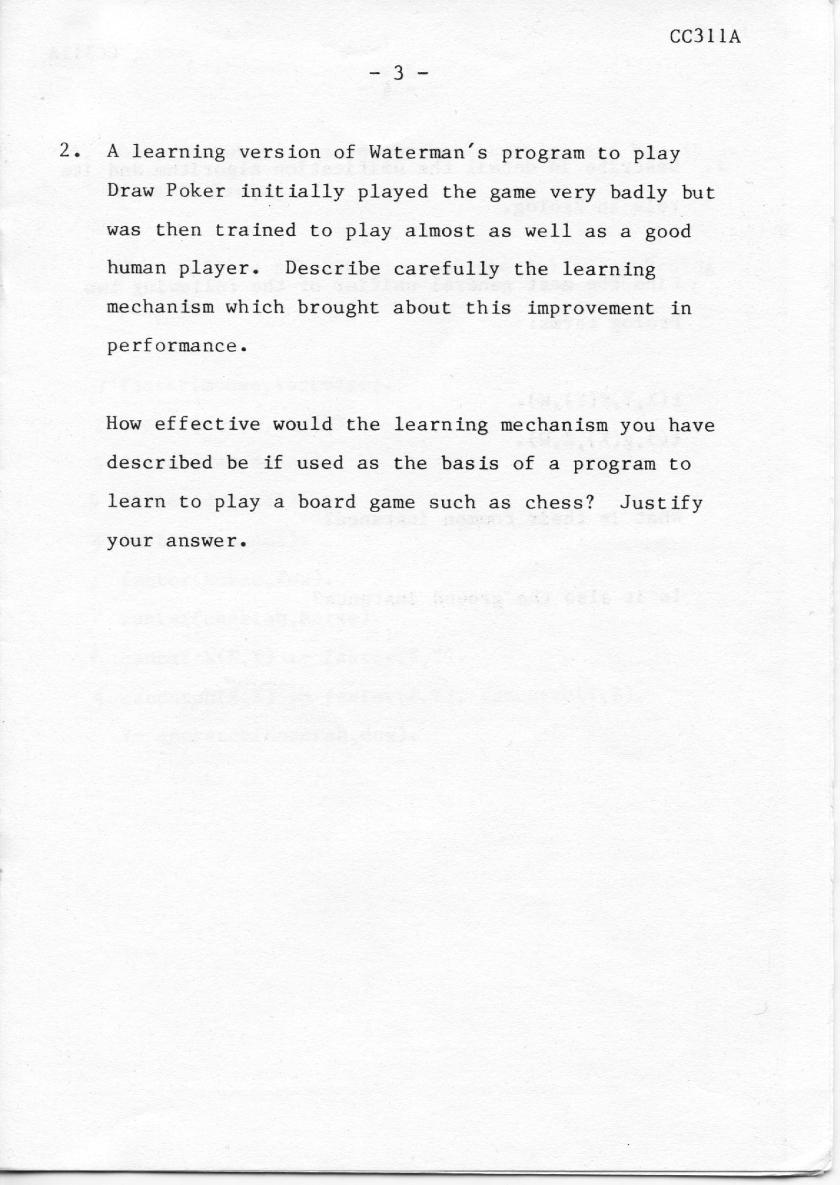 CC311A
- 3 -
2. A learning version of Waterman's program to play
Draw Poker initially played the game very badly but
was then trained to play almost as well as a good
human player. Describe carefully the learning
mechanism which brought about this improvement in
performance.
How effective would the learning mechanism you have
described be if used as the basis of a program to
learn to play a board game such as chess? Justify
your answer.